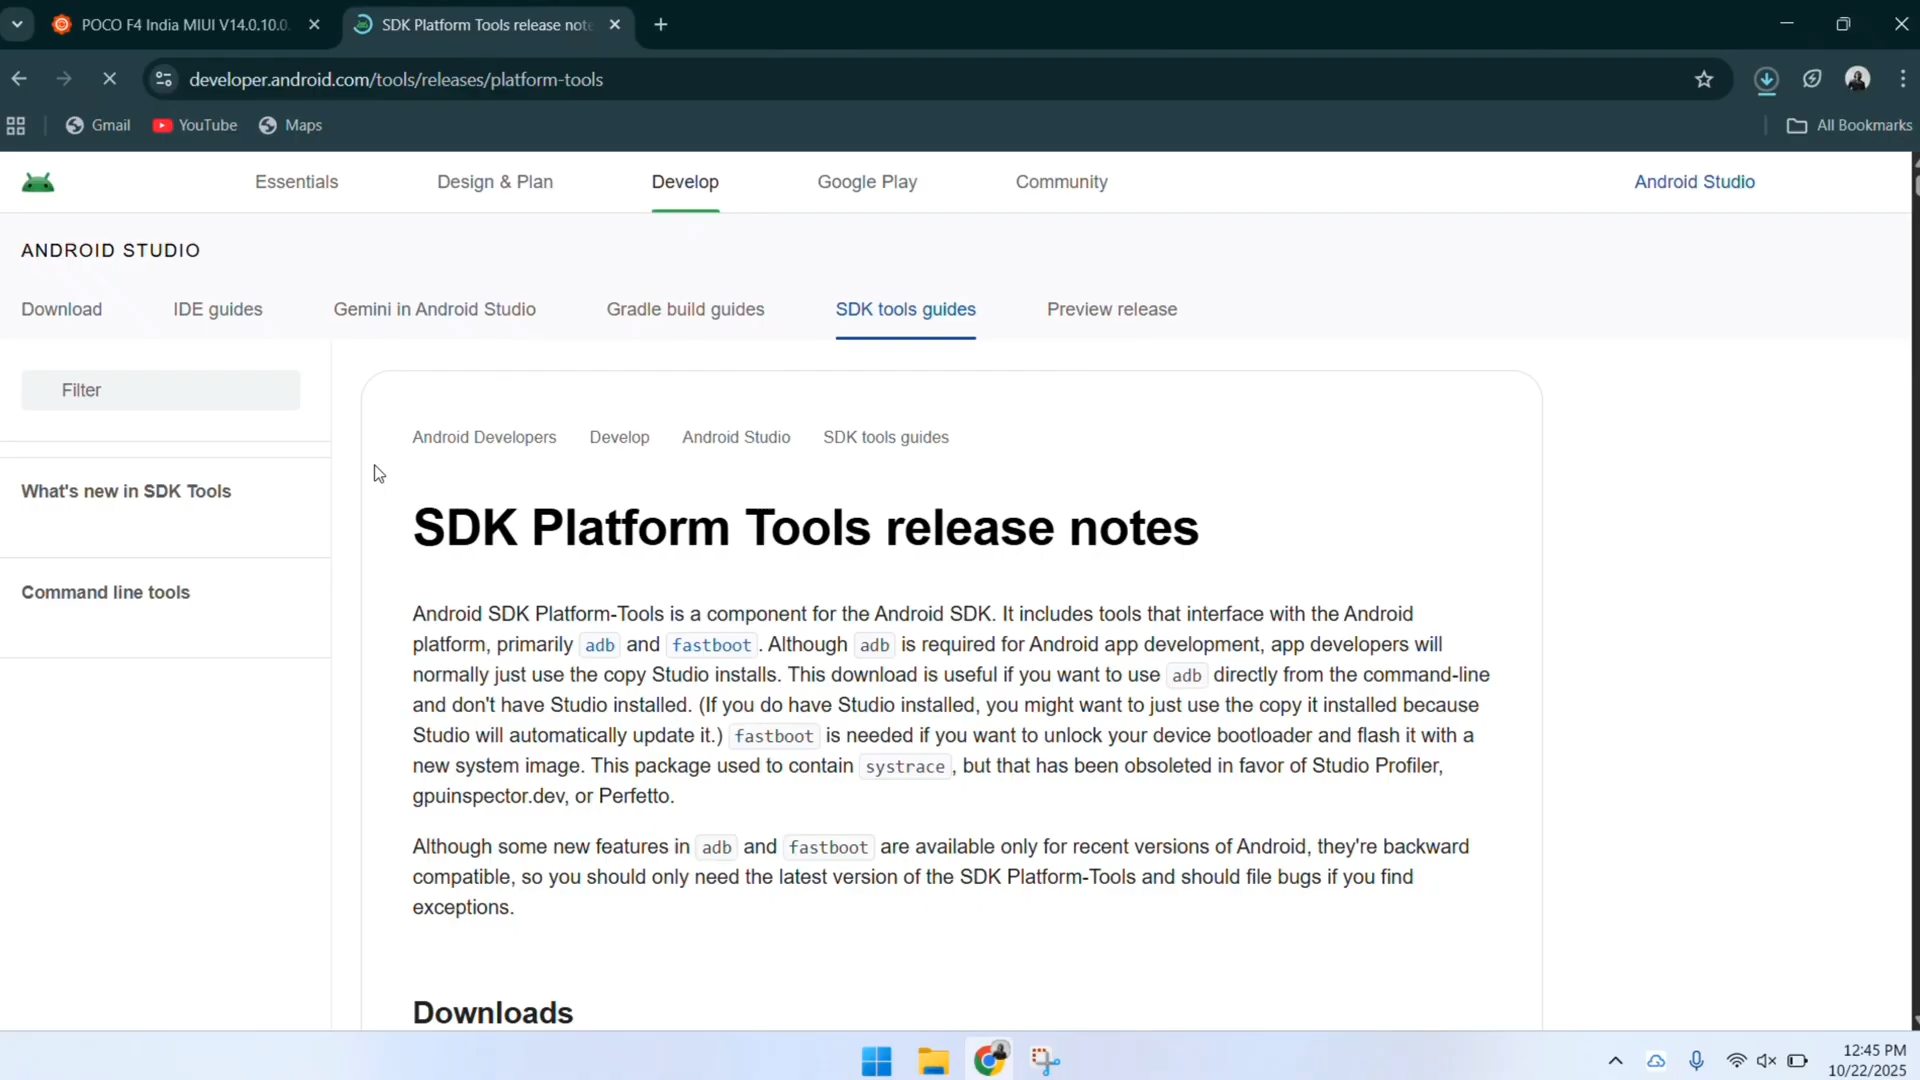 POCO F4 India MIUI V14.0.10.0.
SDK Platform Tools release note
developer.android.com/tools/releases/platform-tools
Gmail
YouTube
Maps
All Bookmarks
Essentials
Design & Plan
Develop
Google Play
Community
Android Studio
ANDROID STUDIO
Download
IDE guides
Gemini in Android Studio
Gradle build guides
SDK tools guides
Preview release
Filter
What's new in SDK Tools
Command line tools
Android Developers
Develop
Android Studio
SDK tools guides
SDK Platform Tools release notes
Android SDK Platform-Tools is a component for the Android SDK. It includes tools that interface with the Android
platform, primarily adb and fastboot. Although adb is required for Android app development, app developers will
normally just use the copy Studio installs. This download is useful if you want to use adb directly from the command-line
and don't have Studio installed. (If you do have Studio installed, you might want to just use the copy it installed because
Studio will automatically update it.) fastboot is needed if you want to unlock your device bootloader and flash it with a
new system image. This package used to contain systrace, but that has been obsoleted in favor of Studio Profiler,
gpuinspector.dev, or Perfetto.
Although some new features in adb and fastboot are available only for recent versions of Android, they're backward
compatible, so you should only need the latest version of the SDK Platform-Tools and should file bugs if you find
exceptions.
Downloads
12:45 PM
10/22/2025